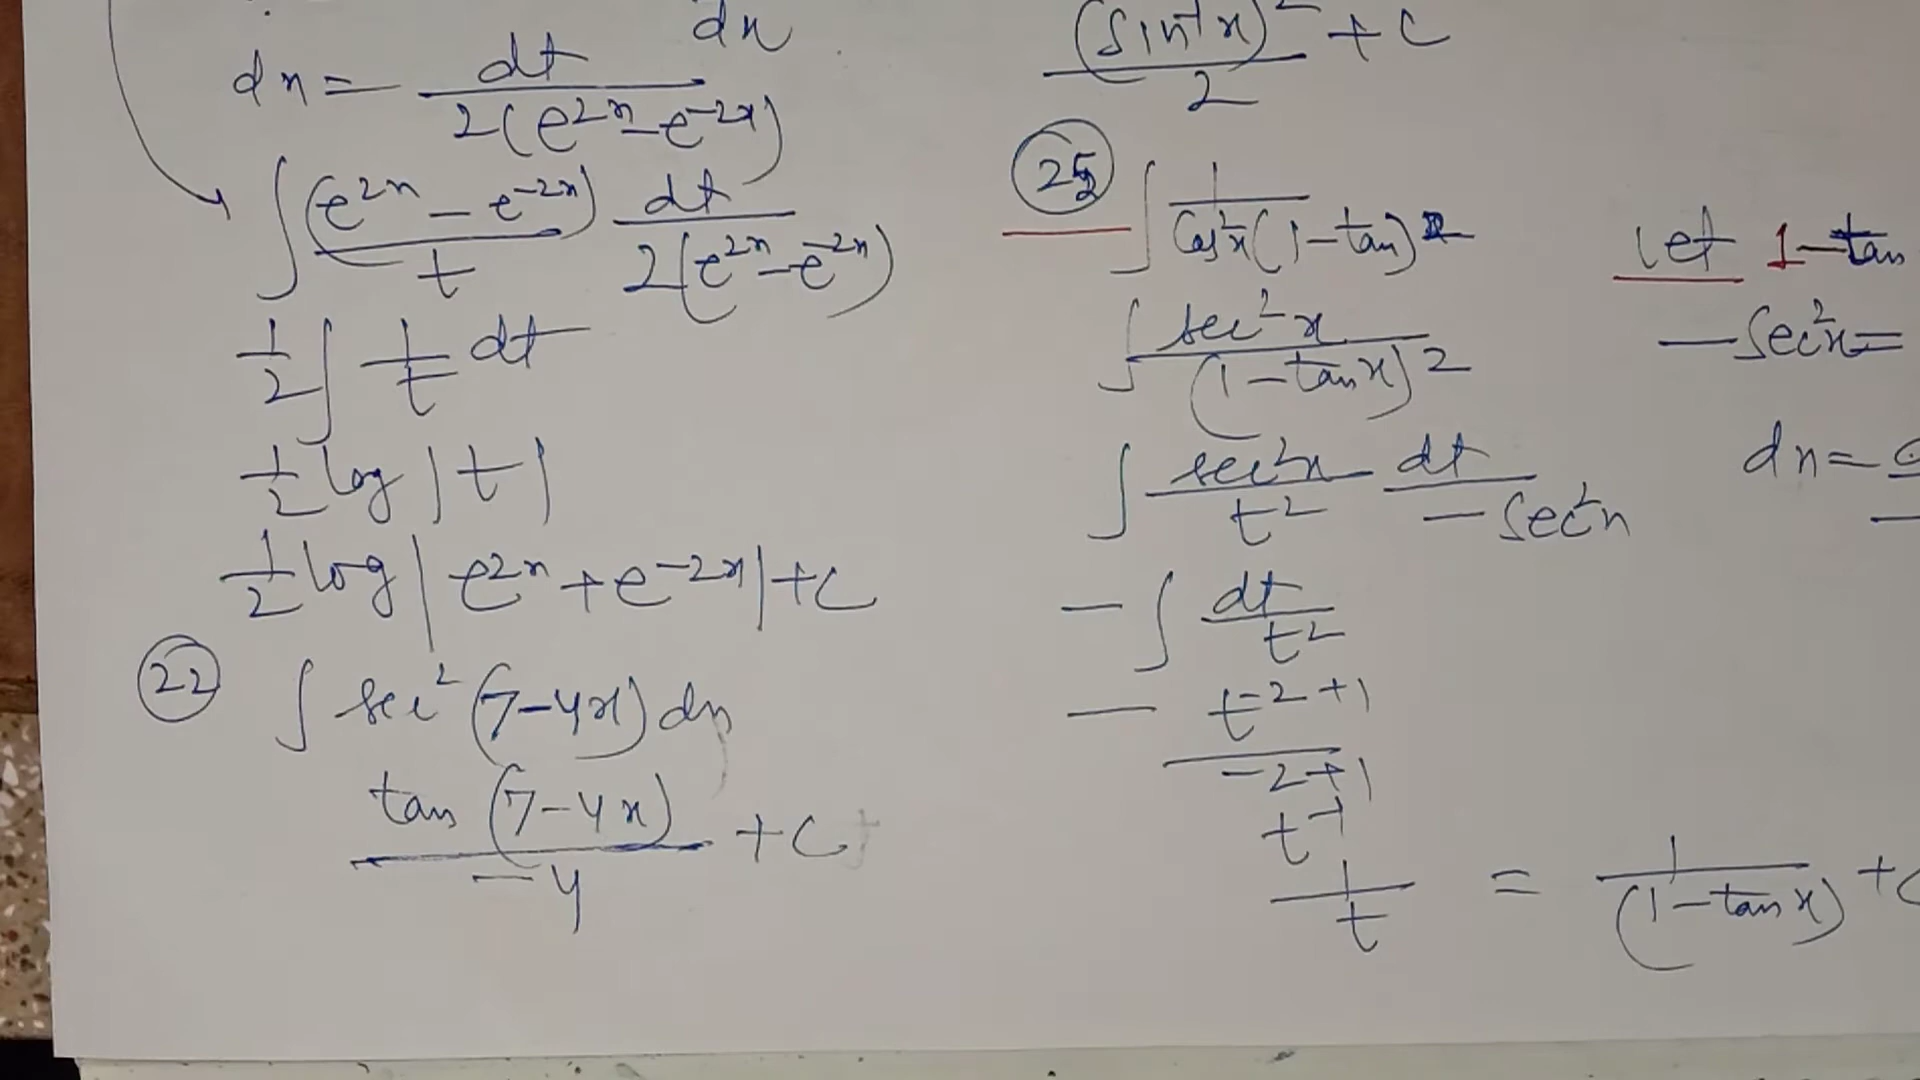 dx
dx = dt / 2(e^2x - e^-2x)
∫ (e^2x - e^-2x) / t dt / 2(e^2x - e^-2x)
1/2 ∫ 1/t dt
1/2 log |t|
1/2 log | e^2x + e^-2x | + c
22 ∫ sec² (7-4x) dx
tan (7-4x) / -4 + c
(sin⁻¹x)² / 2 + c
25 ∫ 1 / cos²x (1-tan)²
let 1-tan
∫ sec²x / (1-tanx)²
-sec²x =
∫ sec²x / t² dt / -sec²x
dx =
- ∫ dt / t²
- t^-2+1 / -2+1
t⁻¹
1/t = 1 / (1-tanx) + c